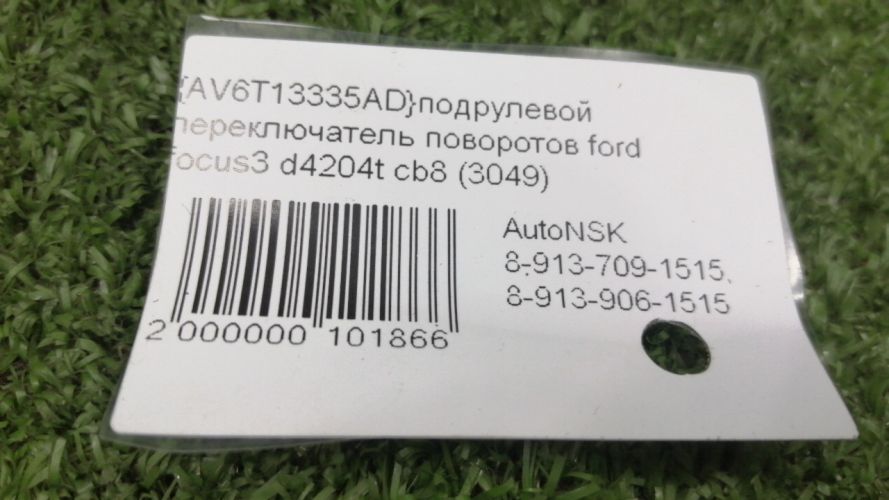 {AV6T13335AD}подрулевой
переключатель поворотов ford
focus3 d4204t cb8 (3049)
AutoNSK
8-913-709-1515,
8-913-906-1515
2 000000 101866